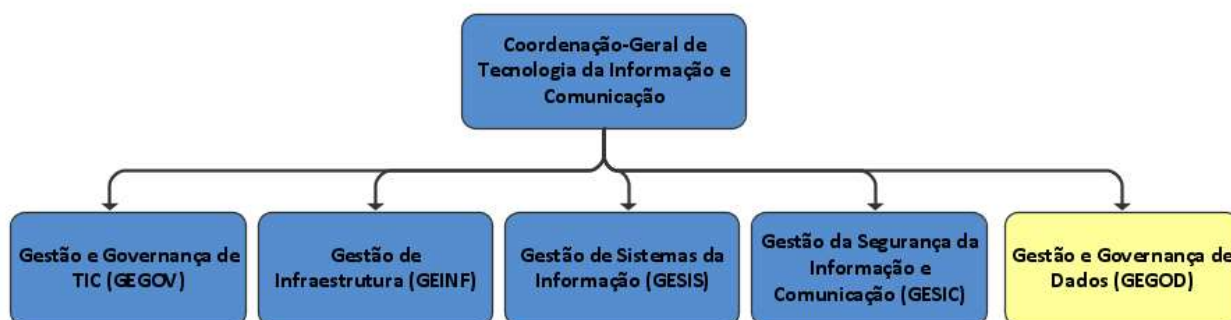 Coordenação-Geral de
Tecnologia da Informação e
Comunicação
Gestão e Governança de
TIC (GEGOV)
Gestão de
Infraestrutura (GEINF)
Gestão de Sistemas da
Informação (GESIS)
Gestão da Segurança da
Informação e
Comunicação (GESIC)
Gestão e Governança de
Dados (GEGOD)